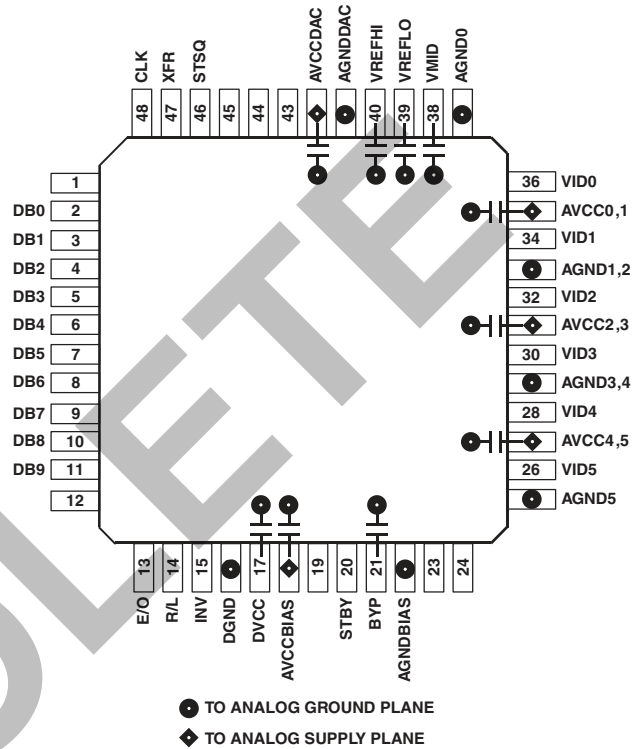 CLK
XFR
STSQ
AVCCDAC
AGNDDAC
VREFHI
VREFLO
VMID
AGND0
48
47
46
45
44
43
40
39
38
1
DB0 2
DB1 3
DB2 4
DB3 5
DB4 6
DB5 7
DB6 8
DB7 9
DB8 10
DB9 11
12
36 VID0
AVCC0,1
34 VID1
AGND1,2
32 VID2
AVCC2,3
30 VID3
AGND3,4
28 VID4
AVCC4,5
26 VID5
AGND5
13
14
15
17
19
20
21
23
24
E/O
R/L
INV
DGND
DVCC
AVCCBIAS
STBY
BYP
AGNDBIAS
TO ANALOG GROUND PLANE
TO ANALOG SUPPLY PLANE
OLETE